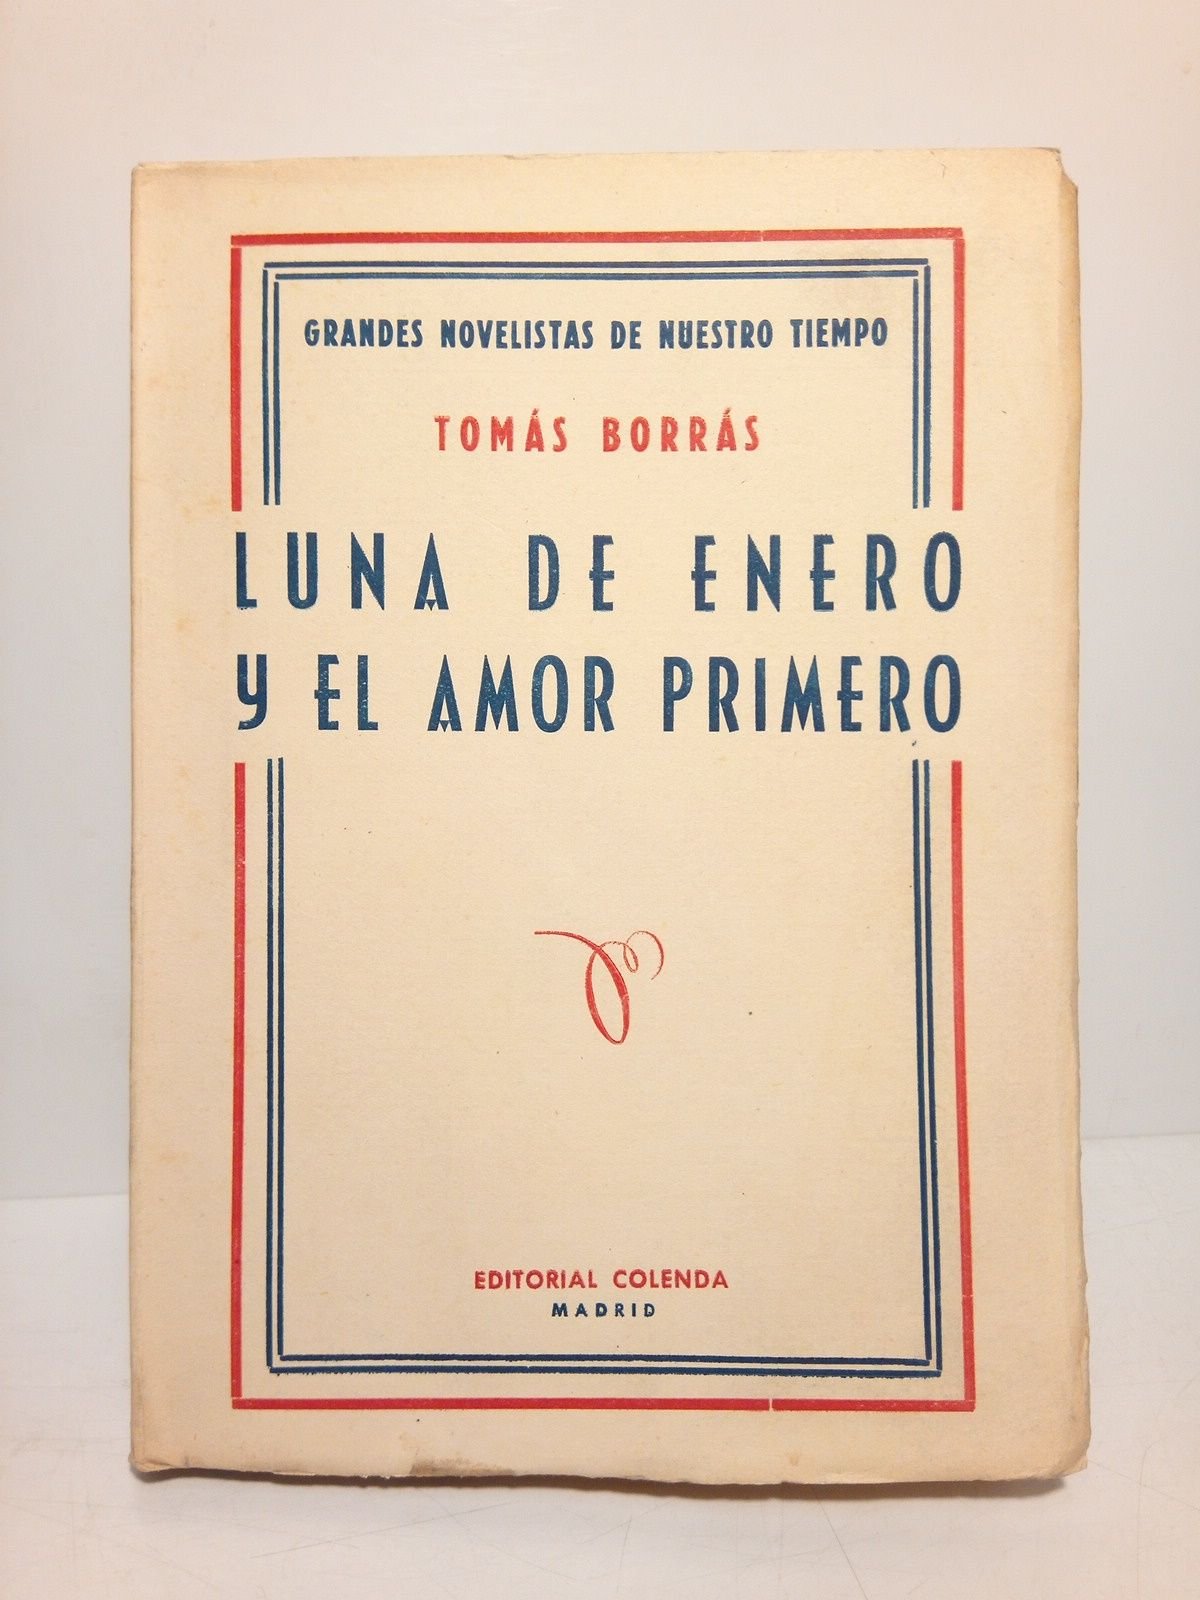 GRANDES NOVELISTAS DE NUESTRO TIEMPO
TOMÁS BORRÁS
LUNA DE ENERO
Y EL AMOR PRIMERO
EDITORIAL COLENDA
MADRID